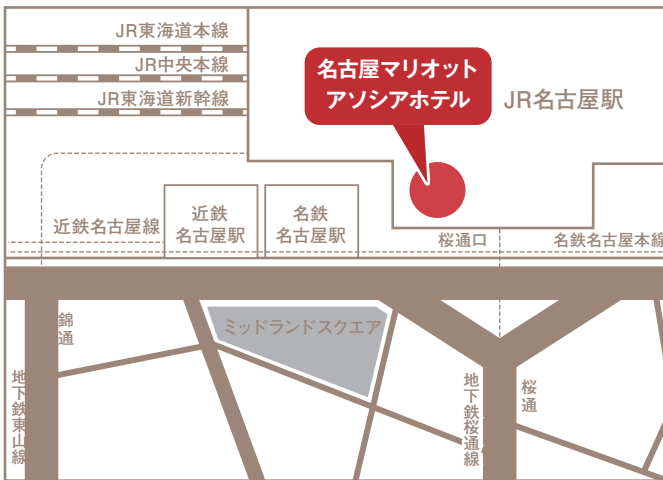 JR東海道本線
JR中央本線
JR東海道新幹線
名古屋マリオット
アソシアホテル
JR名古屋駅
近鉄名古屋線
近鉄
名古屋駅
名鉄
名古屋駅
桜通口
名鉄名古屋本線
錦通
ミッドランドスクエア
地下鉄東山線
地下鉄桜通線
桜通